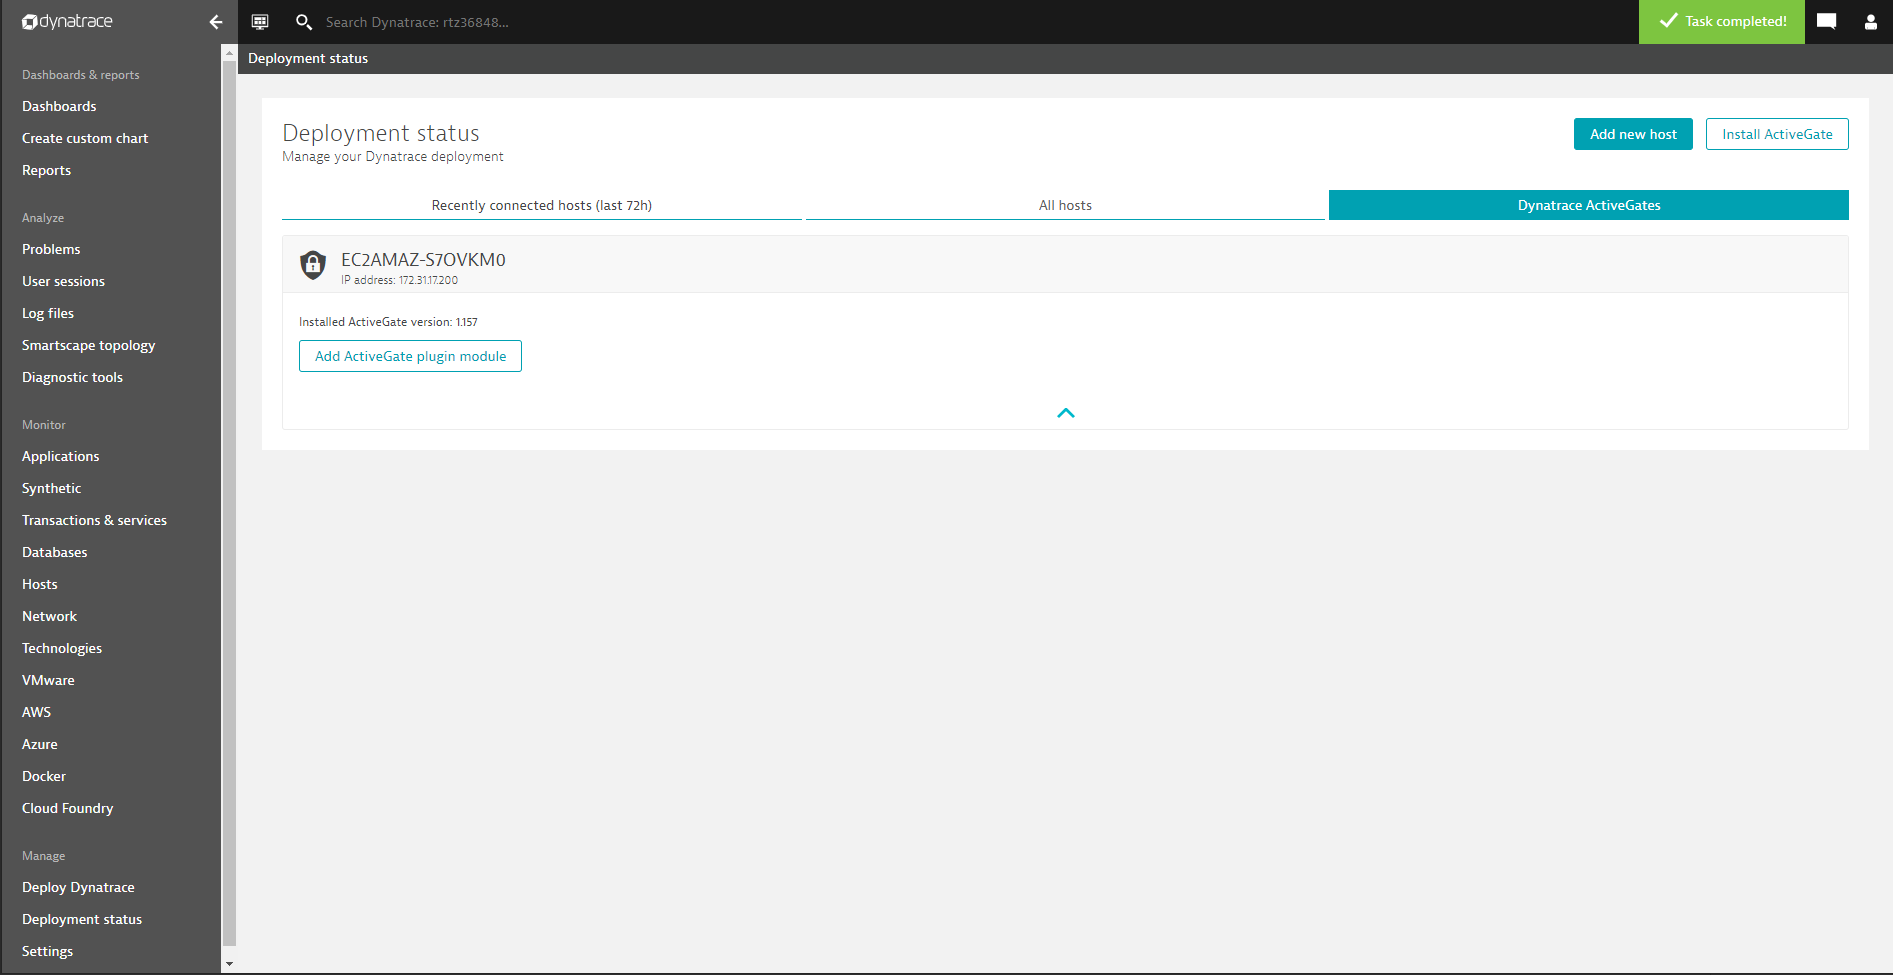 dynatrace
Search Dynatrace: rtz36848...
Task completed!
Deployment status
Dashboards & reports
Dashboards
Create custom chart
Reports
Analyze
Problems
User sessions
Log files
Smartscape topology
Diagnostic tools
Monitor
Applications
Synthetic
Transactions & services
Databases
Hosts
Network
Technologies
VMware
AWS
Azure
Docker
Cloud Foundry
Manage
Deploy Dynatrace
Deployment status
Settings
Deployment status
Manage your Dynatrace deployment
Add new host
Install ActiveGate
Recently connected hosts (last 72h)
All hosts
Dynatrace ActiveGates
EC2AMAZ-S7OVKM0
IP address: 172.31.17.200
Installed ActiveGate version: 1.157
Add ActiveGate plugin module